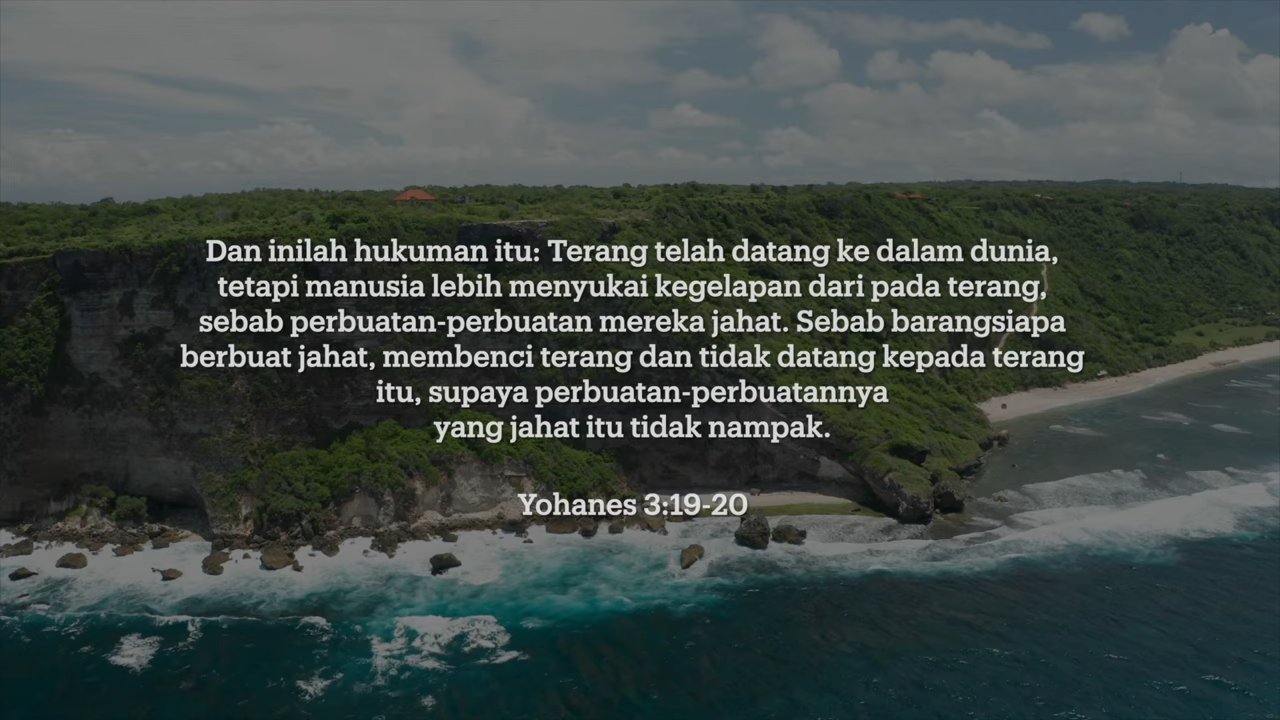 Dan inilah hukuman itu: Terang telah datang ke dalam dunia,
tetapi manusia lebih menyukai kegelapan dari pada terang,
sebab perbuatan-perbuatan mereka jahat. Sebab barangsiapa
berbuat jahat, membenci terang dan tidak datang kepada terang
itu, supaya perbuatan-perbuatannya
yang jahat itu tidak nampak.
Yohanes 3:19-20